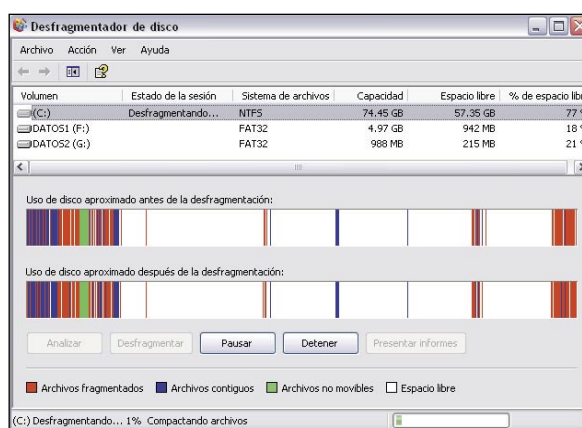 Desfragmentador de disco
Archivo Acción Ver Ayuda
Volumen Estado de la sesión Sistema de archivos Capacidad Espacio libre % de espacio libr
(C:) Desfragmentando... NTFS 74.45 GB 57.35 GB 77 %
DATOS1 (F:) FAT32 4.97 GB 942 MB 18 %
DATOS2 (G:) FAT32 988 MB 215 MB 21 %
Uso de disco aproximado antes de la desfragmentación:
Uso de disco aproximado después de la desfragmentación:
Analizar Desfragmentar Pausar Detener Presentar informes
Archivos fragmentados Archivos contiguos Archivos no movibles Espacio libre
(C:) Desfragmentando... 1% Compactando archivos